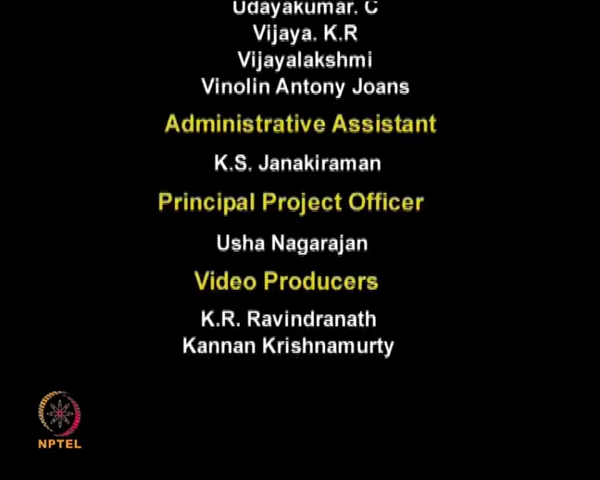 Udayakumar. C
Vijaya. K.R
Vijayalakshmi
Vinolin Antony Joans
Administrative Assistant
K.S. Janakiraman
Principal Project Officer
Usha Nagarajan
Video Producers
K.R. Ravindranath
Kannan Krishnamurty
NPTEL